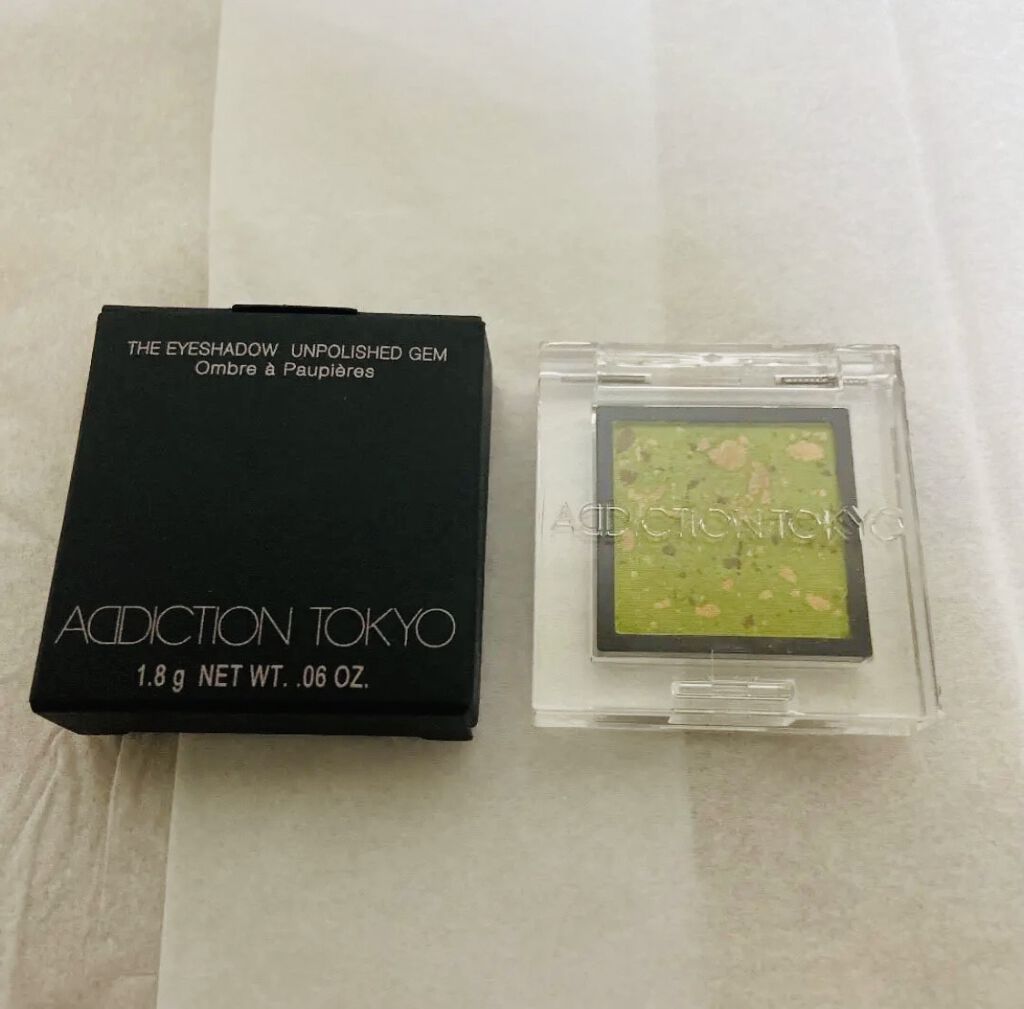 THE EYESHADOW UNPOLISHED GEM
Ombre à Paupières
ADDICTION TOKYO
1.8 g NET WT. .06 OZ.
ADDICTION TOKYO